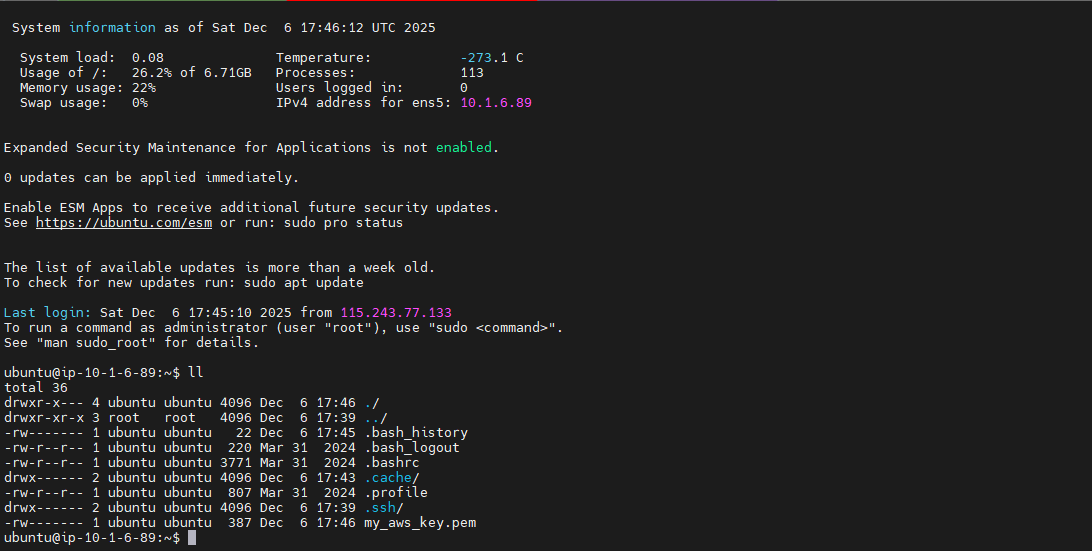 System information as of Sat Dec  6 17:46:12 UTC 2025
System load:  0.08                Temperature:           -273.1 C
Usage of /:   26.2% of 6.71GB   Processes:             113
Memory usage: 22%               Users logged in:       0
Swap usage:   0%                IPv4 address for ens5: 10.1.6.89
Expanded Security Maintenance for Applications is not enabled.
0 updates can be applied immediately.
Enable ESM Apps to receive additional future security updates.
See https://ubuntu.com/esm or run: sudo pro status
The list of available updates is more than a week old.
To check for new updates run: sudo apt update
Last login: Sat Dec  6 17:45:10 2025 from 115.243.77.133
To run a command as administrator (user "root"), use "sudo <command>".
See "man sudo_root" for details.
ubuntu@ip-10-1-6-89:~$ ll
total 36
drwxr-x--- 4 ubuntu ubuntu 4096 Dec  6 17:46 ./
drwxr-xr-x 3 root   root   4096 Dec  6 17:39 ../
-rw------- 1 ubuntu ubuntu   22 Dec  6 17:45 .bash_history
-rw-r--r-- 1 ubuntu ubuntu  220 Mar 31  2024 .bash_logout
-rw-r--r-- 1 ubuntu ubuntu 3771 Mar 31  2024 .bashrc
drwx------ 2 ubuntu ubuntu 4096 Dec  6 17:43 .cache/
-rw-r--r-- 1 ubuntu ubuntu  807 Mar 31  2024 .profile
drwx------ 2 ubuntu ubuntu 4096 Dec  6 17:39 .ssh/
-rw------- 1 ubuntu ubuntu  387 Dec  6 17:46 my_aws_key.pem
ubuntu@ip-10-1-6-89:~$